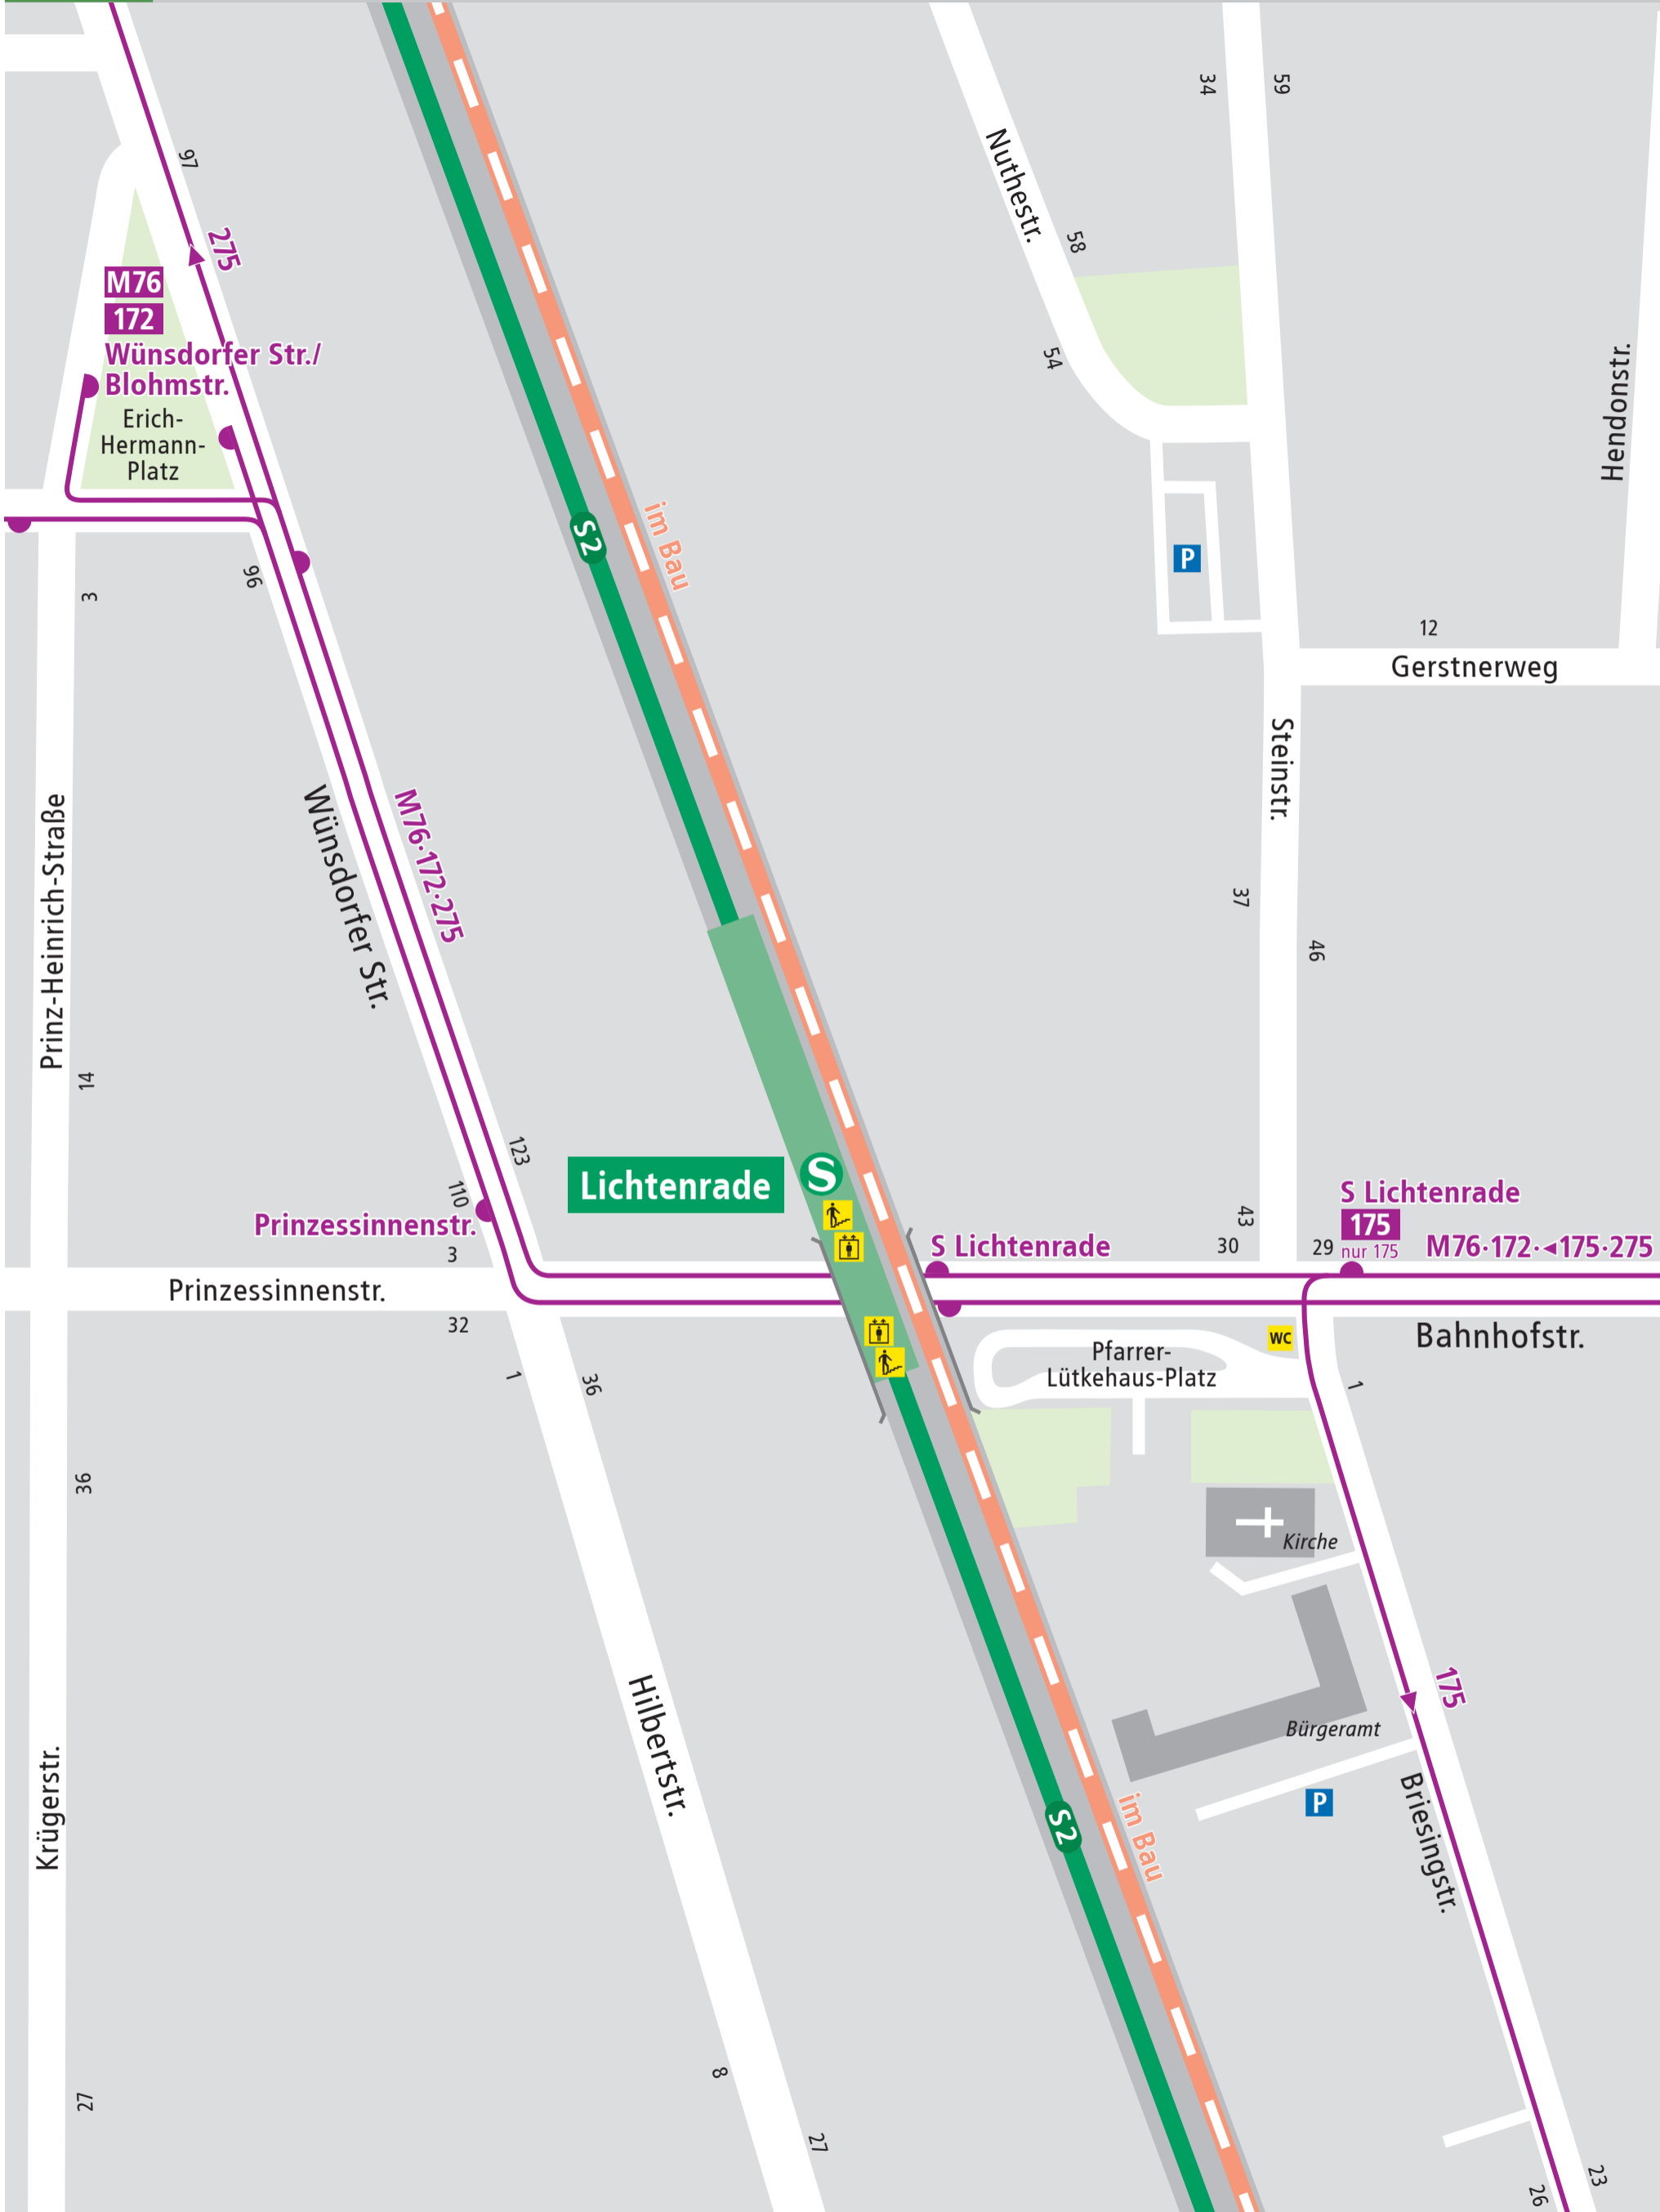 34
59
97
Nuthestr.
58
275
M76
172
Wünsdorfer Str./
Blohmstr.
Erich-
Hermann-
Platz
54
Hendonstr.
S2
im Bau
P
96
3
12
Gerstnerweg
Steinstr.
Prinz-Heinrich-Straße
Wünsdorfer Str.
M76·172·275
37
46
14
123
110
Lichtenrade
S
Prinzessinnenstr.
3
S Lichtenrade
43
30
29
S Lichtenrade
175
nur 175
M76·172·◄175·275
Prinzessinnenstr.
32
WC
Bahnhofstr.
Pfarrer-
Lütkehaus-Platz
1
36
1
36
Kirche
175
Hilbertstr.
Bürgeramt
Krügerstr.
P
S2
im Bau
Briesingstr.
8
27
27
23
26